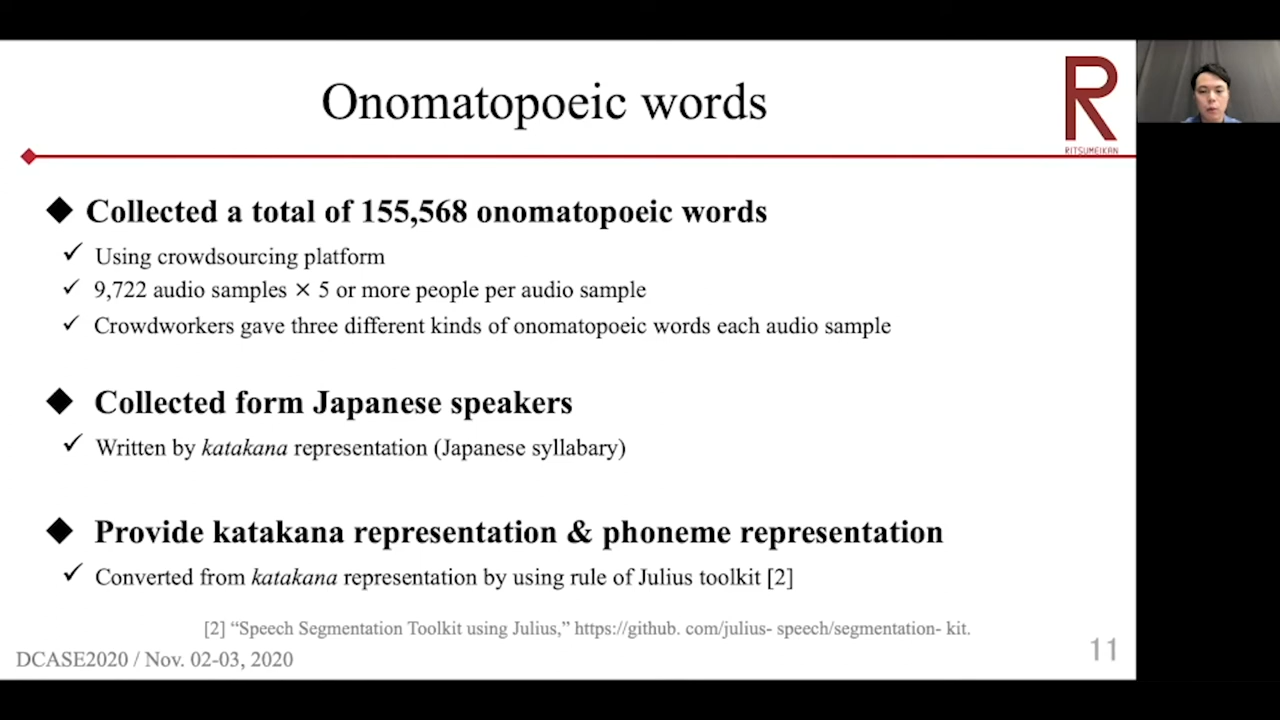 Onomatopoeic words
R
RITSUMEIKAN
◆ Collected a total of 155,568 onomatopoeic words
✓ Using crowdsourcing platform
✓ 9,722 audio samples × 5 or more people per audio sample
✓ Crowdworkers gave three different kinds of onomatopoeic words each audio sample
◆ Collected form Japanese speakers
✓ Written by katakana representation (Japanese syllabary)
◆ Provide katakana representation & phoneme representation
✓ Converted from katakana representation by using rule of Julius toolkit [2]
[2] “Speech Segmentation Toolkit using Julius,” https://github. com/julius- speech/segmentation- kit.
DCASE2020 / Nov. 02-03, 2020
11